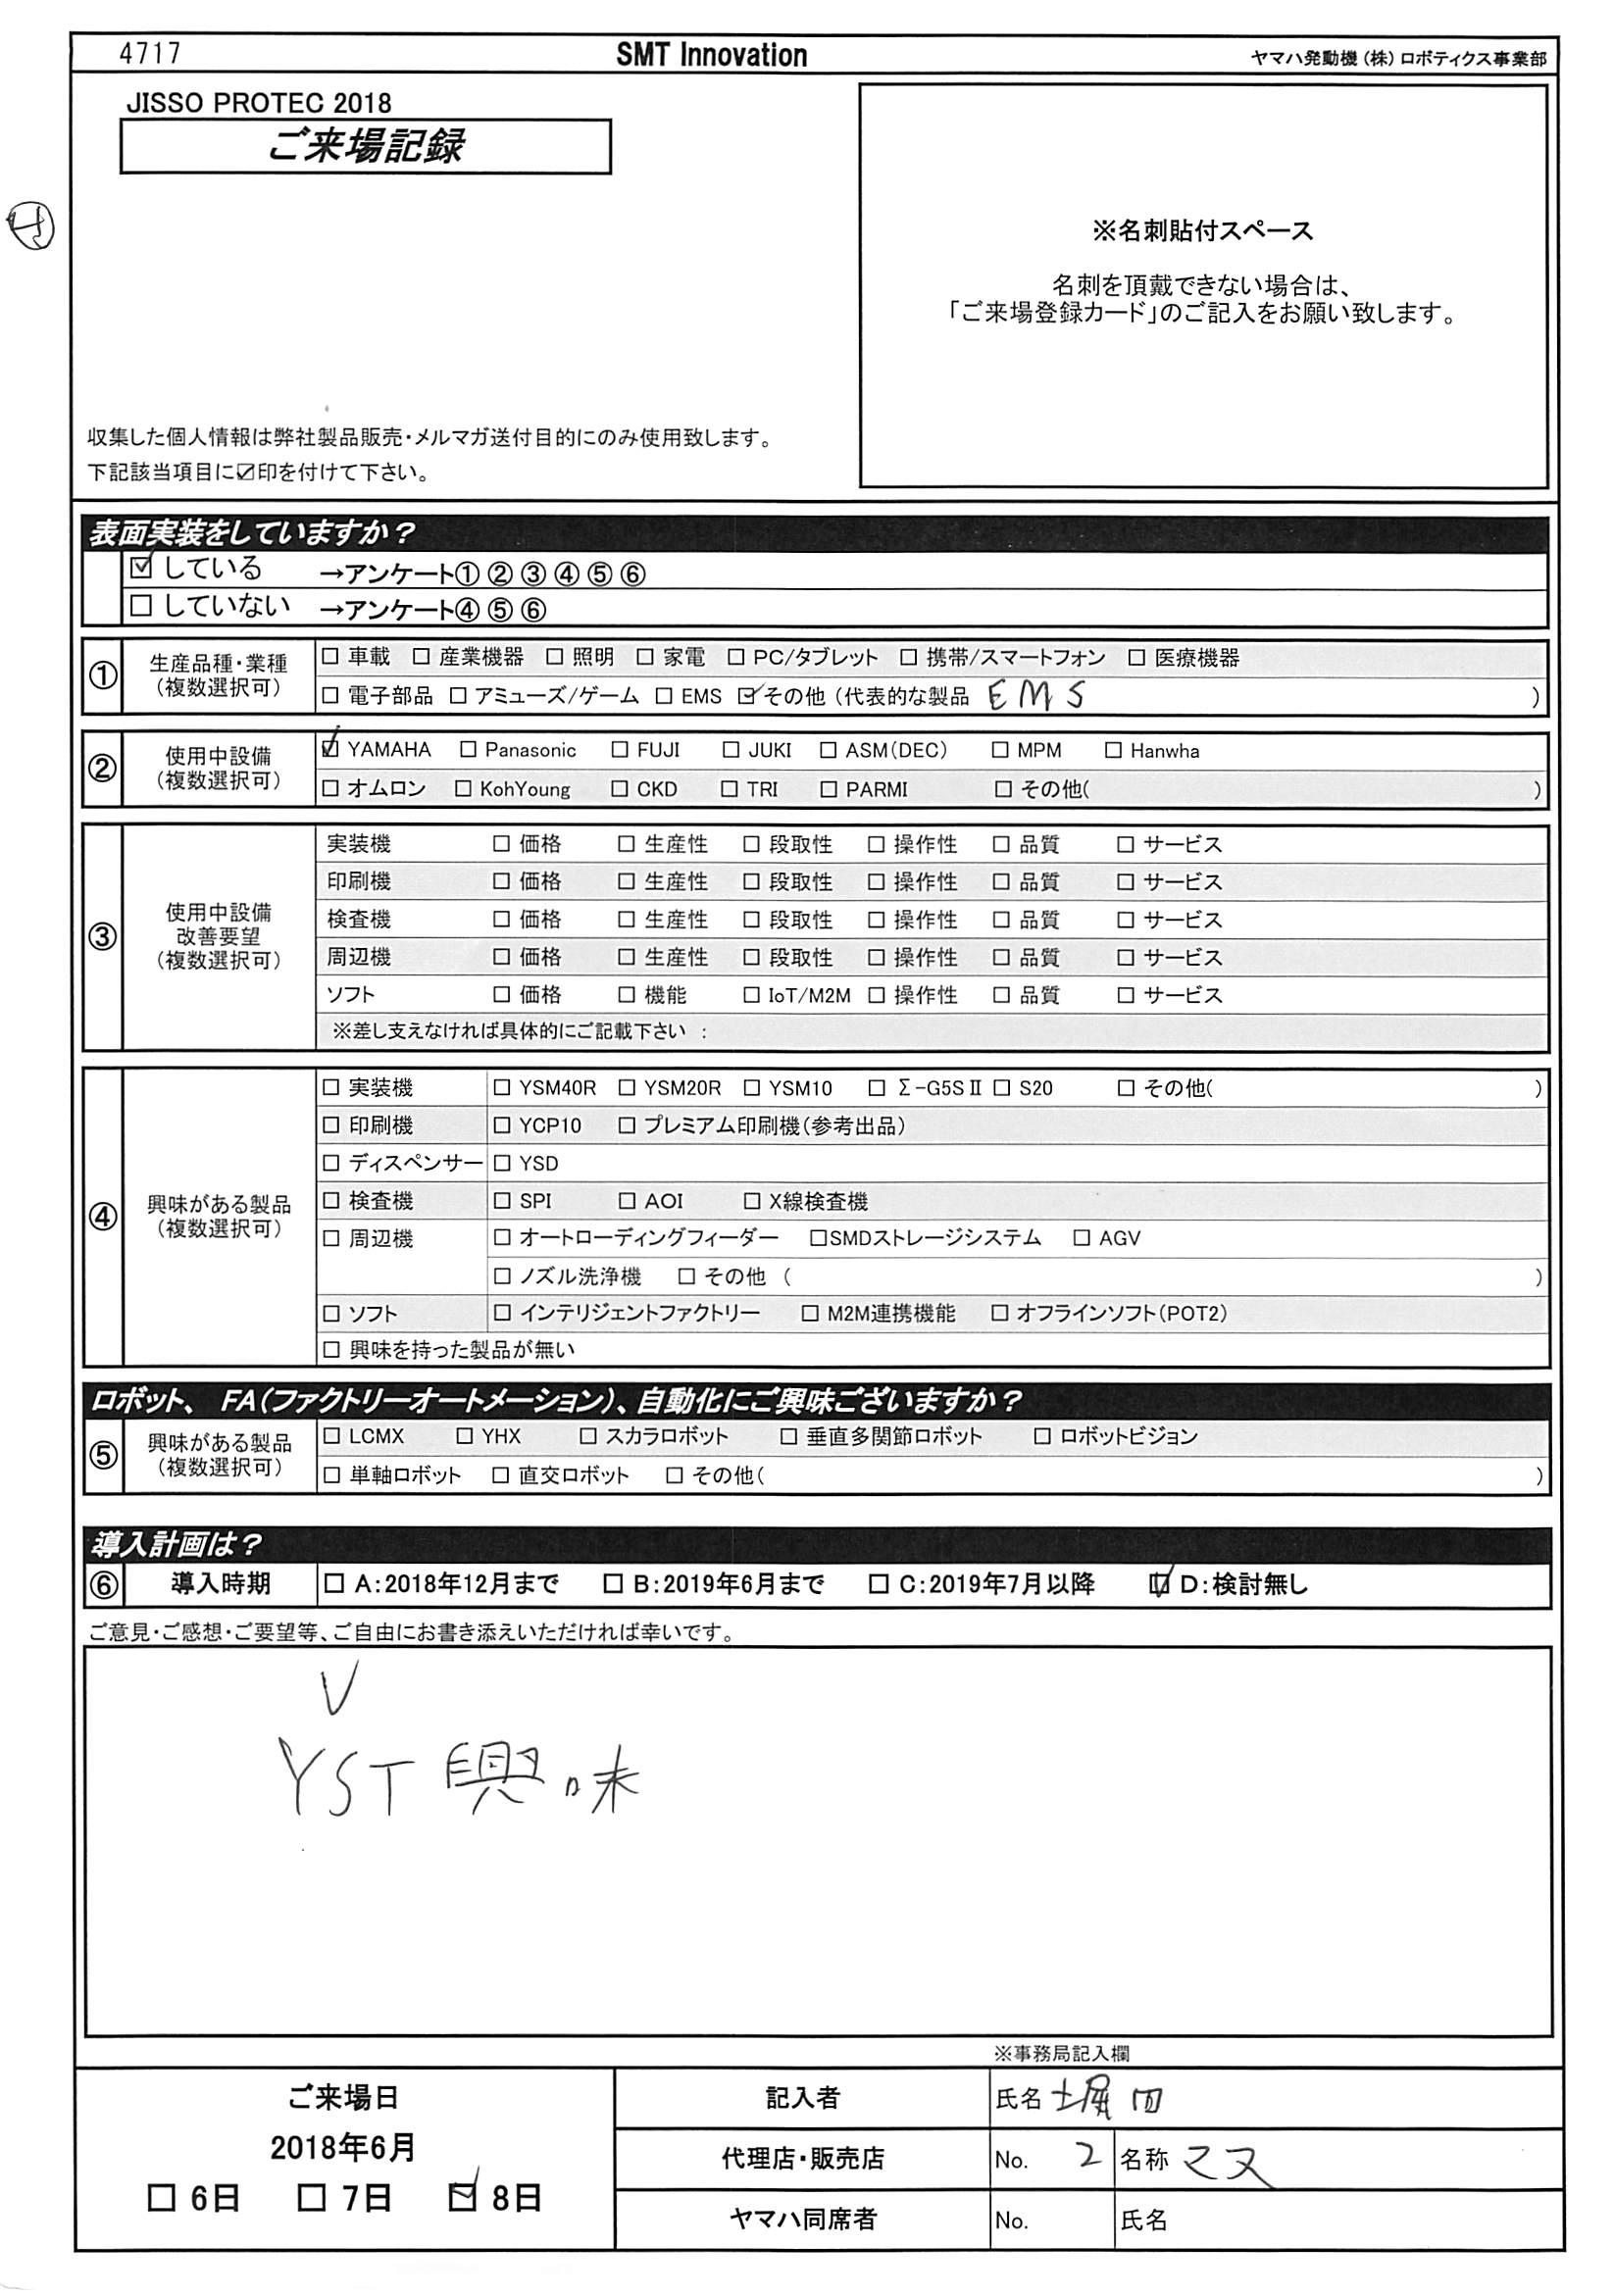 4717 SMT Innovation ヤマハ発動機（株）ロボティクス事業部
JISSO PROTEC 2018
ご来場記録
※名刺貼付スペース
名刺を頂戴できない場合は、
「ご来場登録カード」のご記入をお願い致します。
収集した個人情報は弊社製品販売・メルマガ送付目的にのみ使用致します。
下記該当項目に☑印を付けて下さい。
表面実装をしていますか？
☑ している →アンケート①②③④⑤⑥
□ していない →アンケート④⑤⑥
① 生産品種・業種（複数選択可）
□ 車載 □ 産業機器 □ 照明 □ 家電 □ PC/タブレット □ 携帯/スマートフォン □ 医療機器
□ 電子部品 □ アミューズ/ゲーム □ EMS ☑ その他（代表的な製品 EMS ）
② 使用中設備（複数選択可）
☑ YAMAHA □ Panasonic □ FUJI □ JUKI □ ASM(DEC) □ MPM □ Hanwha
□ オムロン □ KohYoung □ CKD □ TRI □ PARMI □ その他( )
③ 使用中設備改善要望（複数選択可）
実装機 □ 価格 □ 生産性 □ 段取性 □ 操作性 □ 品質 □ サービス
印刷機 □ 価格 □ 生産性 □ 段取性 □ 操作性 □ 品質 □ サービス
検査機 □ 価格 □ 生産性 □ 段取性 □ 操作性 □ 品質 □ サービス
周辺機 □ 価格 □ 生産性 □ 段取性 □ 操作性 □ 品質 □ サービス
ソフト □ 価格 □ 機能 □ IoT/M2M □ 操作性 □ 品質 □ サービス
※差し支えなければ具体的にご記載下さい ：
④ 興味がある製品（複数選択可）
□ 実装機 □ YSM40R □ YSM20R □ YSM10 □ Σ-G5SⅡ □ S20 □ その他( )
□ 印刷機 □ YCP10 □ プレミアム印刷機（参考出品）
□ ディスペンサー □ YSD
□ 検査機 □ SPI □ AOI □ X線検査機
□ 周辺機 □ オートローディングフィーダー □SMDストレージシステム □ AGV
□ ノズル洗浄機 □ その他 ( )
□ ソフト □ インテリジェントファクトリー □ M2M連携機能 □ オフラインソフト(POT2)
□ 興味を持った製品が無い
ロボット、 FA（ファクトリーオートメーション）、自動化にご興味ございますか？
⑤ 興味がある製品（複数選択可）
□ LCMX □ YHX □ スカラロボット □ 垂直多関節ロボット □ ロボットビジョン
□ 単軸ロボット □ 直交ロボット □ その他( )
導入計画は？
⑥ 導入時期 □ A:2018年12月まで □ B:2019年6月まで □ C:2019年7月以降 ☑ D:検討無し
ご意見・ご感想・ご要望等、ご自由にお書き添えいただければ幸いです。
YST 興味
※事務局記入欄
ご来場日
2018年6月
□ 6日 □ 7日 ☑ 8日
記入者 氏名 堀田
代理店・販売店 No. 2 名称 マス
ヤマハ同席者 No. 氏名